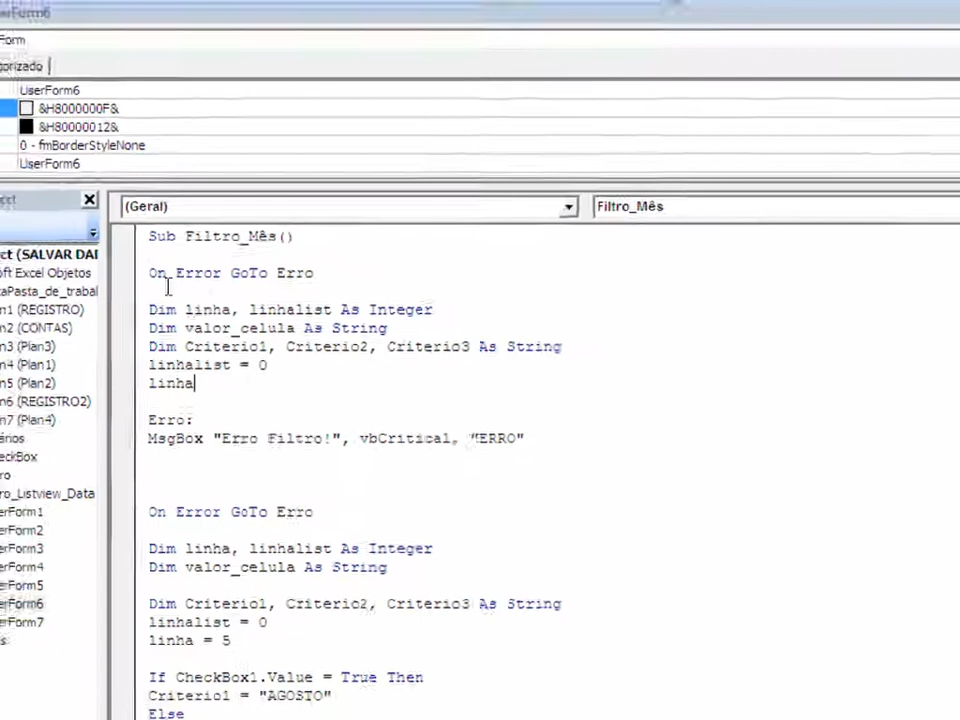 erForm6
Form
gorizado
UserForm6
&H8000000F&
&H80000012&
0 - fmBorderStyleNone
UserForm6
ect
(Geral)
Filtro_Mês
ct (SALVAR DAI
oft Excel Objetos
taPasta_de_trabal
n1 (REGISTRO)
n2 (CONTAS)
n3 (Plan3)
n4 (Plan1)
n5 (Plan2)
n6 (REGISTRO2)
n7 (Plan4)
ários
eckBox
ro
ro_Listview_Data
erForm1
erForm2
erForm3
erForm4
erForm5
erForm6
erForm7
s
Sub Filtro_Mês()
On Error GoTo Erro
Dim linha, linhalist As Integer
Dim valor_celula As String
Dim Criterio1, Criterio2, Criterio3 As String
linhalist = 0
linha
Erro:
MsgBox "Erro Filtro!", vbCritical, "ERRO"
On Error GoTo Erro
Dim linha, linhalist As Integer
Dim valor_celula As String
Dim Criterio1, Criterio2, Criterio3 As String
linhalist = 0
linha = 5
If CheckBox1.Value = True Then
Criterio1 = "AGOSTO"
Else